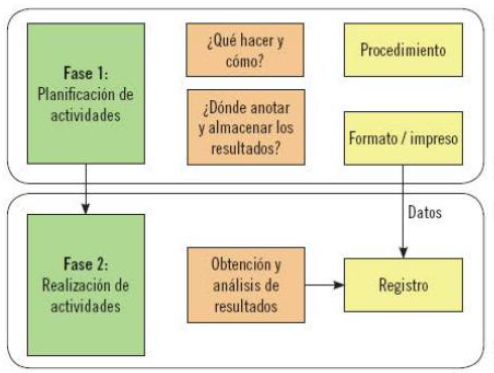 Fase 1:
Planificación de
actividades
¿Qué hacer y
cómo?
Procedimiento
¿Dónde anotar
y almacenar los
resultados?
Formato / impreso
Datos
Fase 2:
Realización de
actividades
Obtención y
análisis de
resultados
Registro